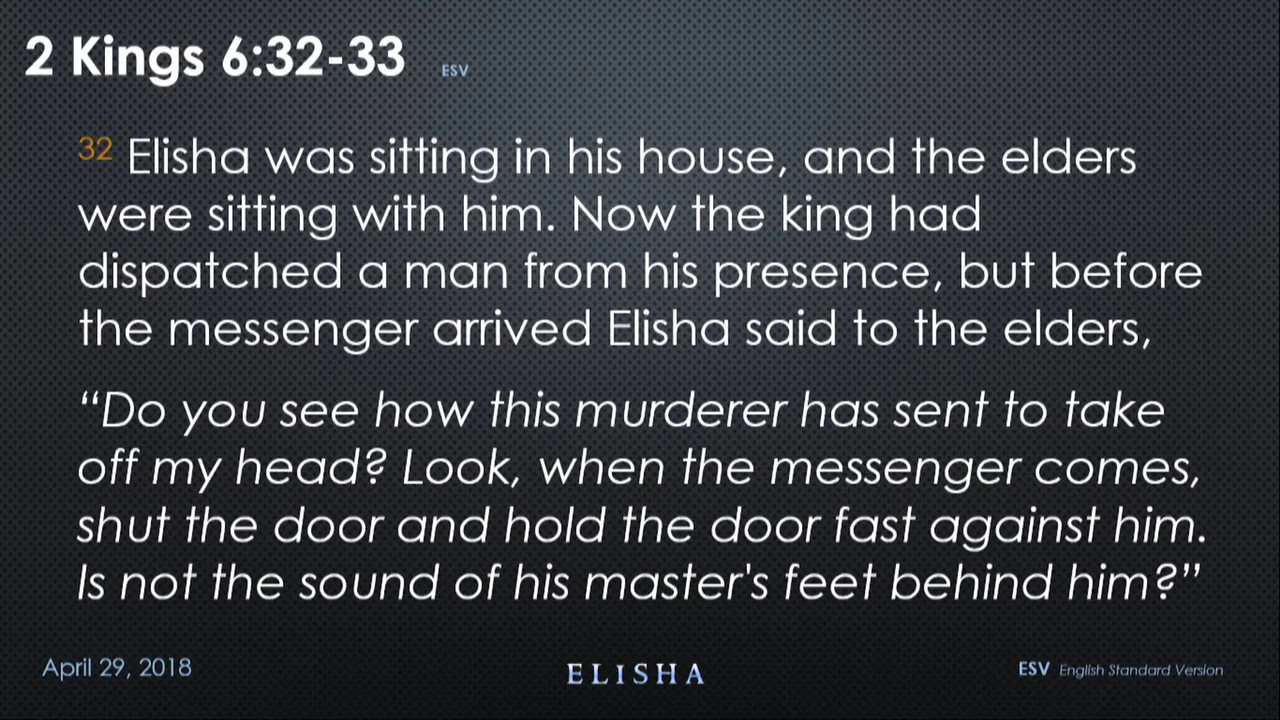 2 Kings 6:32-33 ESV
32 Elisha was sitting in his house, and the elders
were sitting with him. Now the king had
dispatched a man from his presence, but before
the messenger arrived Elisha said to the elders,
“Do you see how this murderer has sent to take
off my head? Look, when the messenger comes,
shut the door and hold the door fast against him.
Is not the sound of his master's feet behind him?”
April 29, 2018
ELISHA
ESV English Standard Version